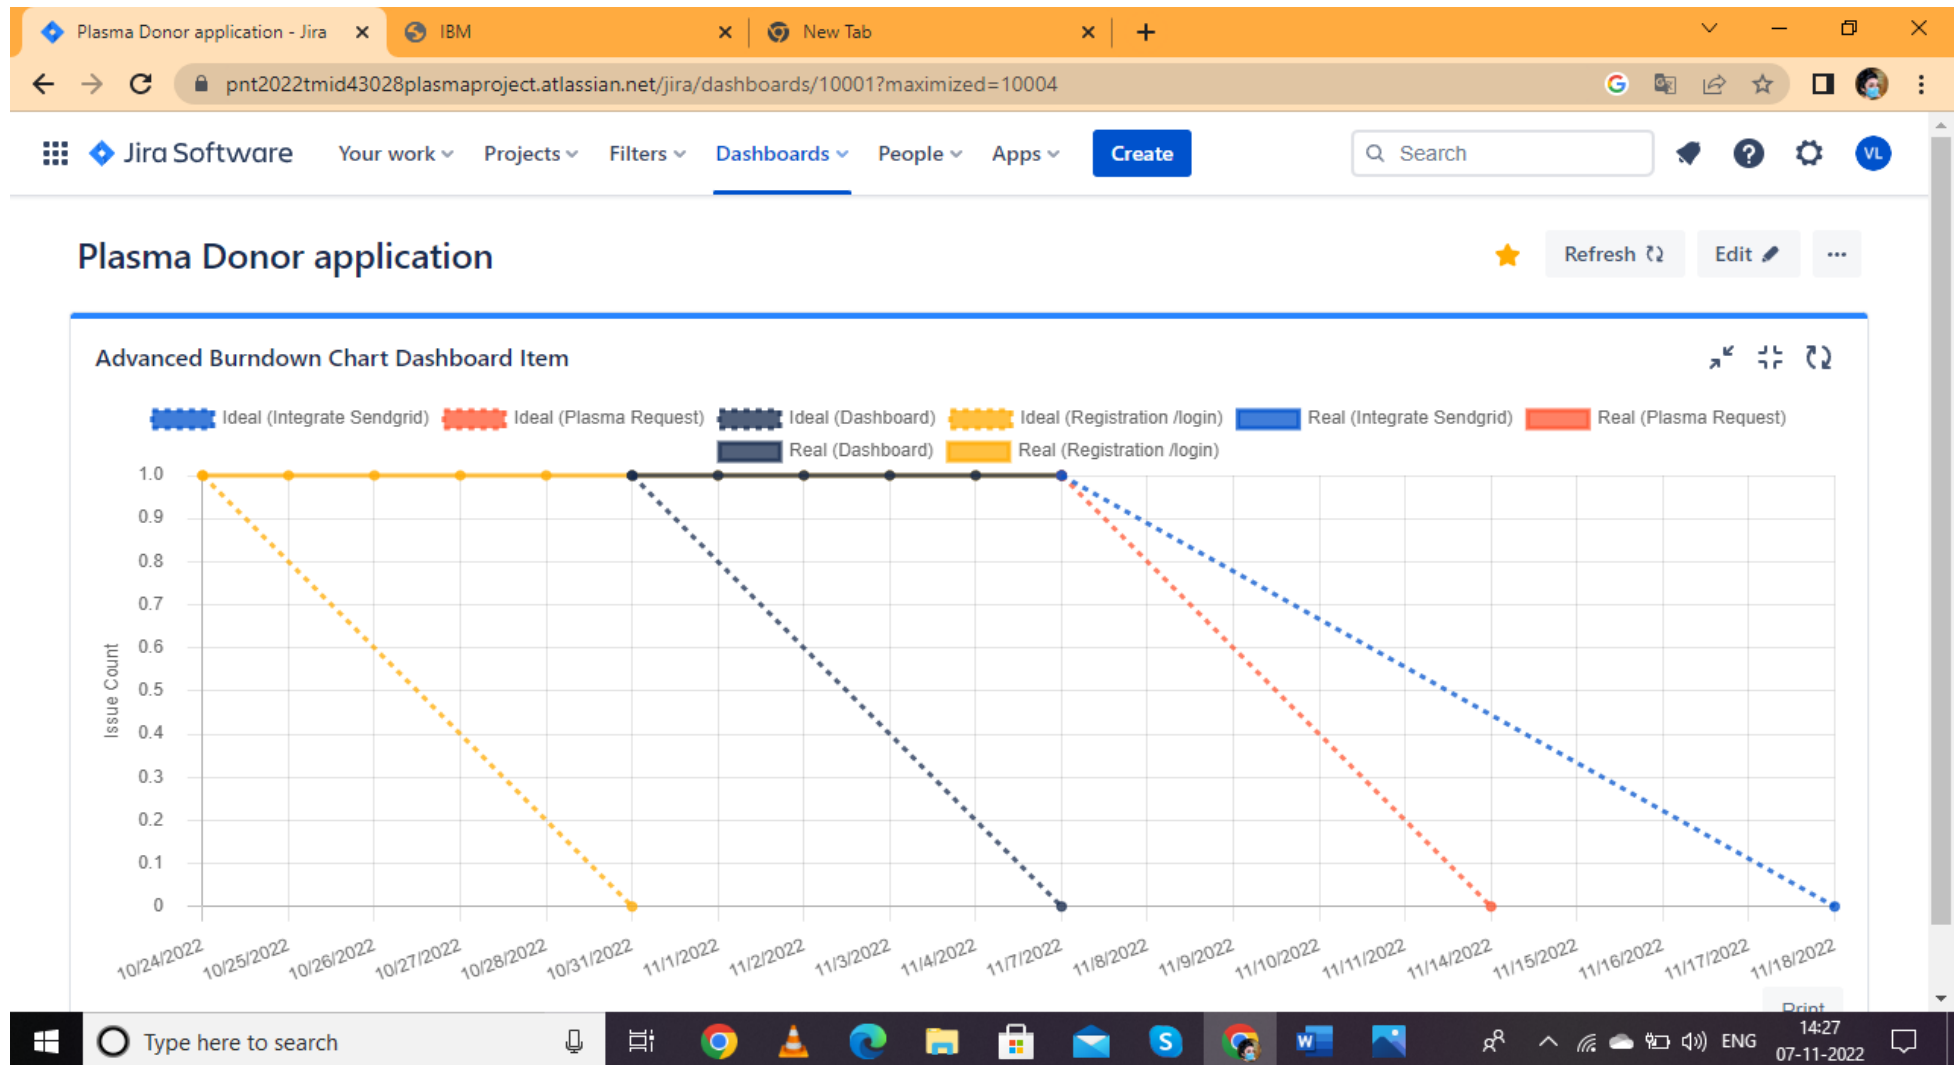 Plasma Donor application - Jira
IBM
New Tab
pnt2022tmid43028plasmaproject.atlassian.net/jira/dashboards/10001?maximized=10004
Jira Software Your work Projects Filters Dashboards People Apps Create Search VL
Plasma Donor application
Refresh Edit
Advanced Burndown Chart Dashboard Item
Ideal (Integrate Sendgrid) Ideal (Plasma Request) Ideal (Dashboard) Ideal (Registration /login) Real (Integrate Sendgrid) Real (Plasma Request)
Real (Dashboard) Real (Registration /login)
1.0
0.9
0.8
0.7
0.6
0.5
0.4
0.3
0.2
0.1
0
Issue Count
10/24/2022 10/25/2022 10/26/2022 10/27/2022 10/28/2022 10/31/2022 11/1/2022 11/2/2022 11/3/2022 11/4/2022 11/7/2022 11/8/2022 11/9/2022 11/10/2022 11/11/2022 11/14/2022 11/15/2022 11/16/2022 11/17/2022 11/18/2022
Print
Type here to search
ENG
14:27
07-11-2022